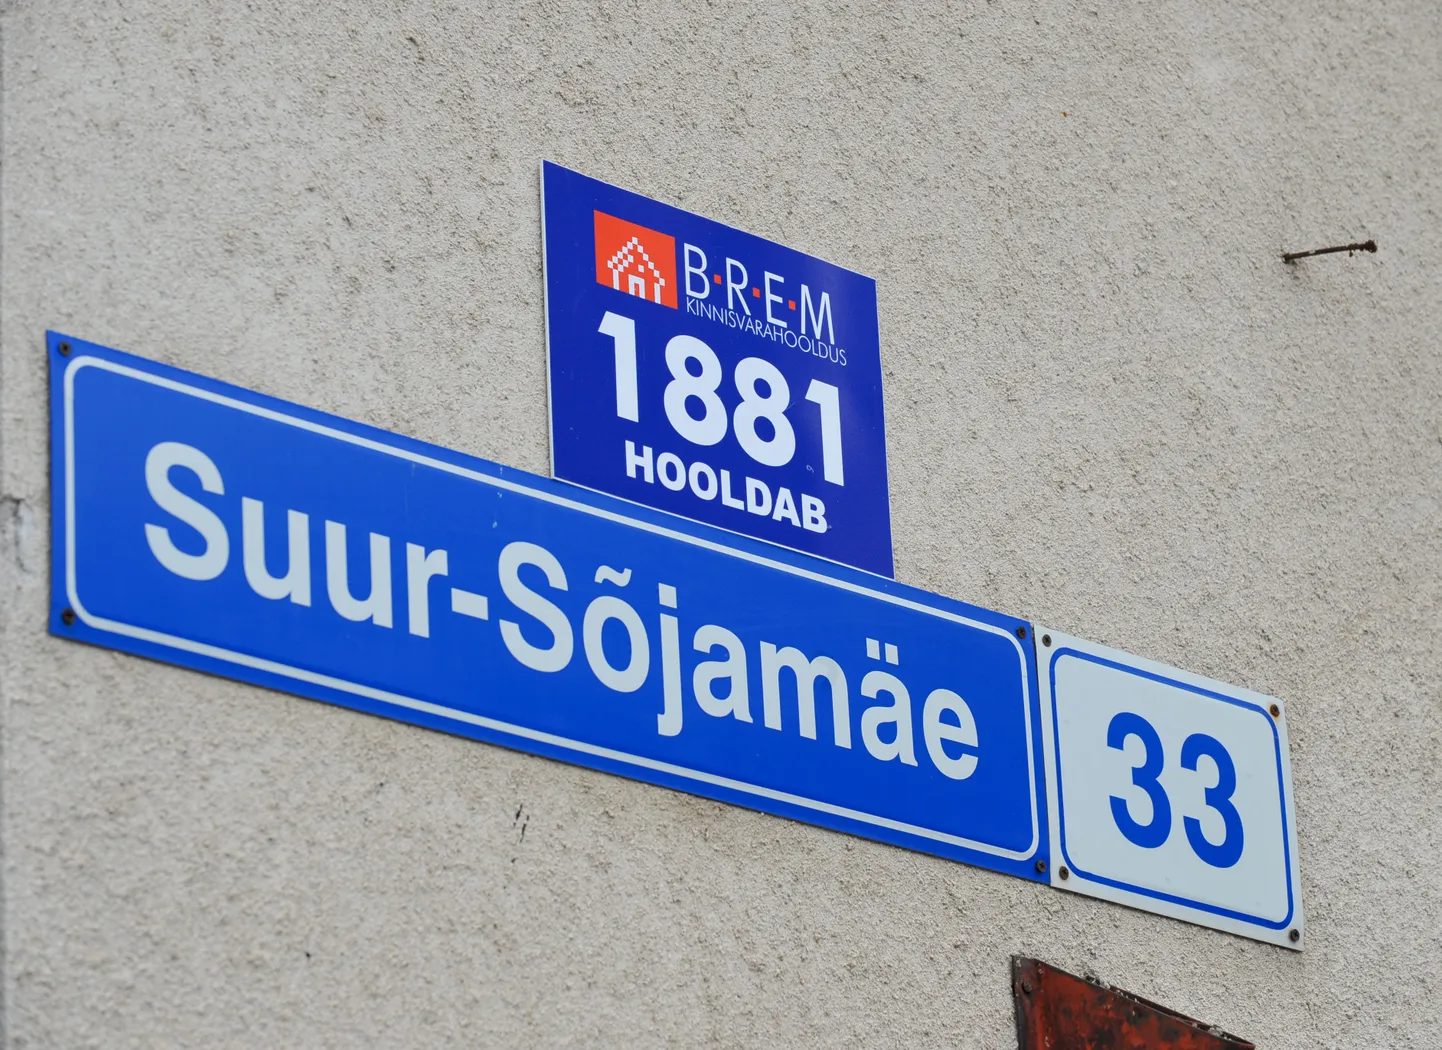 B·R·E·M
KINNISVARAHOOLDUS
1881
HOOLDAB
Suur-Sõjamäe
33